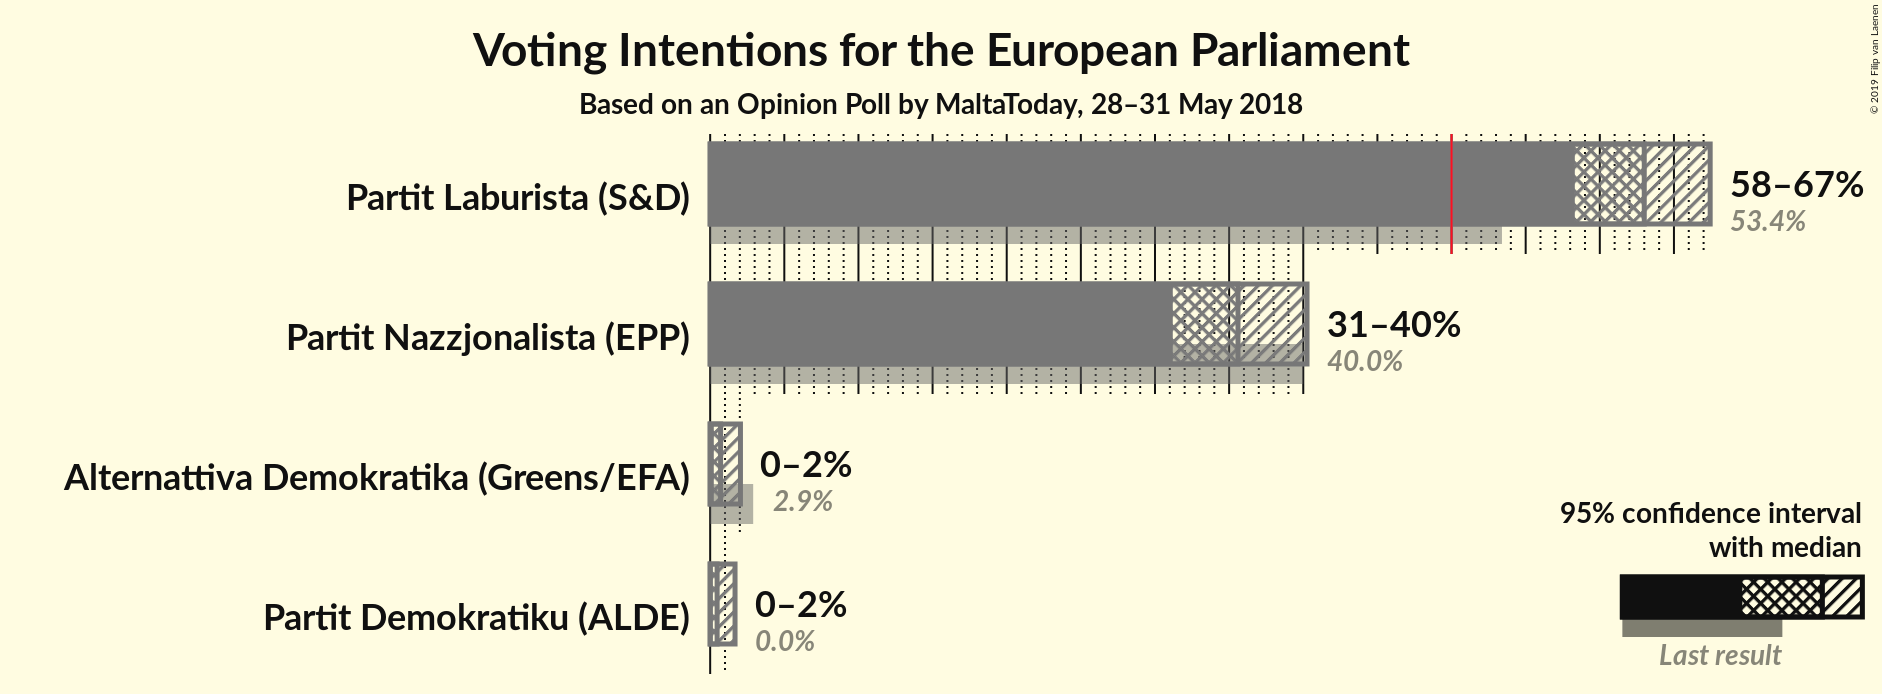 Voting Intentions for the European Parliament
Based on an Opinion Poll by MaltaToday, 28–31 May 2018
© 2019 Filip van Laenen
Partit Laburista (S&D)
58–67%
53.4%
Partit Nazzjonalista (EPP)
31–40%
40.0%
Alternattiva Demokratika (Greens/EFA)
0–2%
2.9%
Partit Demokratiku (ALDE)
0–2%
0.0%
95% confidence interval
with median
Last result